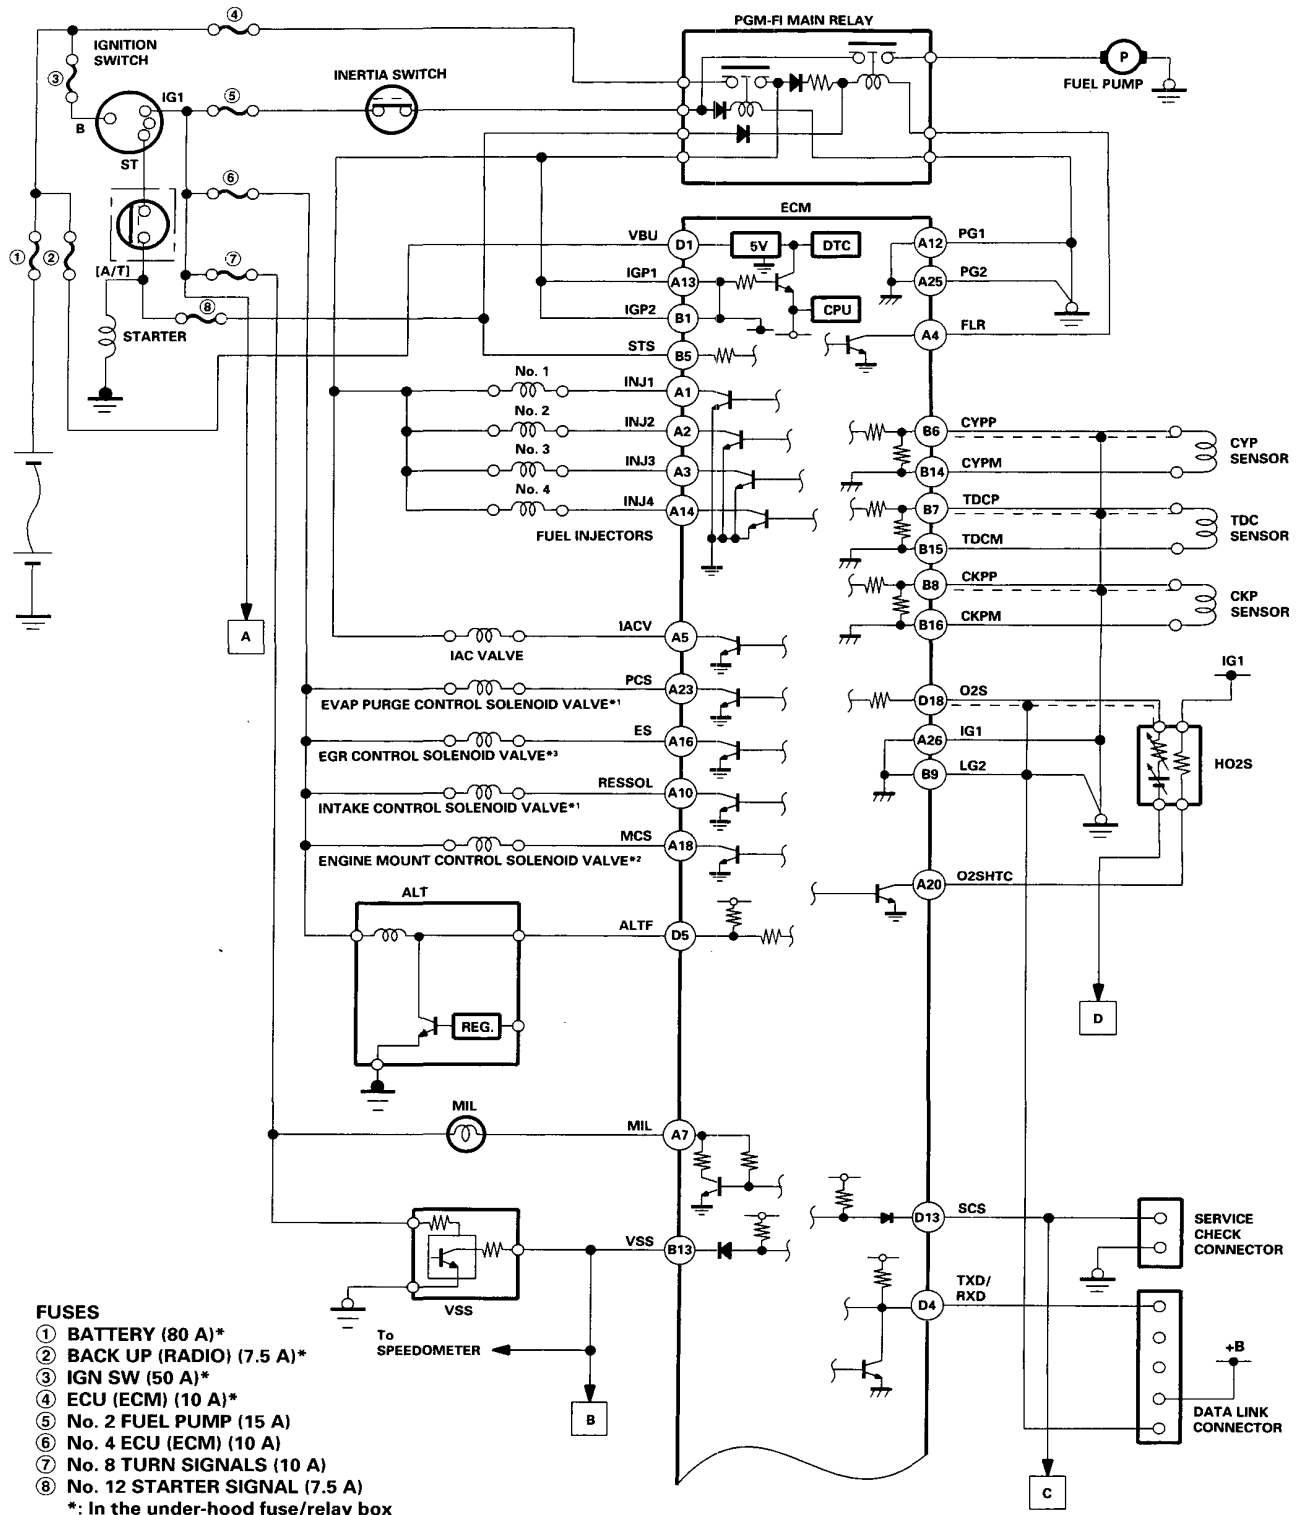 ④
PGM-FI MAIN RELAY
IGNITION
SWITCH
③
INERTIA SWITCH
P
FUEL PUMP
IG1
⑤
B
ST
⑥
ECM
VBU
D1
5V
DTC
A12
PG1
①
②
[A/T]
⑦
IGP1
A13
A25
PG2
⑧
IGP2
B1
CPU
STARTER
A4
FLR
STS
B5
No. 1
INJ1
A1
No. 2
INJ2
A2
B6
CYPP
CYP
SENSOR
No. 3
INJ3
A3
B14
CYPM
No. 4
INJ4
A14
B7
TDCP
TDC
SENSOR
FUEL INJECTORS
B15
TDCM
B8
CKPP
CKP
SENSOR
A
IACV
A5
B16
CKPM
IAC VALVE
IG1
PCS
A23
D18
O2S
EVAP PURGE CONTROL SOLENOID VALVE*1
ES
A16
A26
IG1
EGR CONTROL SOLENOID VALVE*3
B9
LG2
HO2S
RESSOL
A10
INTAKE CONTROL SOLENOID VALVE*1
MCS
A18
ENGINE MOUNT CONTROL SOLENOID VALVE*2
A20
O2SHTC
ALT
ALTF
D5
REG.
D
MIL
MIL
A7
D13
SCS
SERVICE
CHECK
CONNECTOR
VSS
B13
VSS
TXD/
RXD
D4
To
SPEEDOMETER
+B
B
DATA LINK
CONNECTOR
C
FUSES
① BATTERY (80 A)*
② BACK UP (RADIO) (7.5 A)*
③ IGN SW (50 A)*
④ ECU (ECM) (10 A)*
⑤ No. 2 FUEL PUMP (15 A)
⑥ No. 4 ECU (ECM) (10 A)
⑦ No. 8 TURN SIGNALS (10 A)
⑧ No. 12 STARTER SIGNAL (7.5 A)
*: In the under-hood fuse/relay box